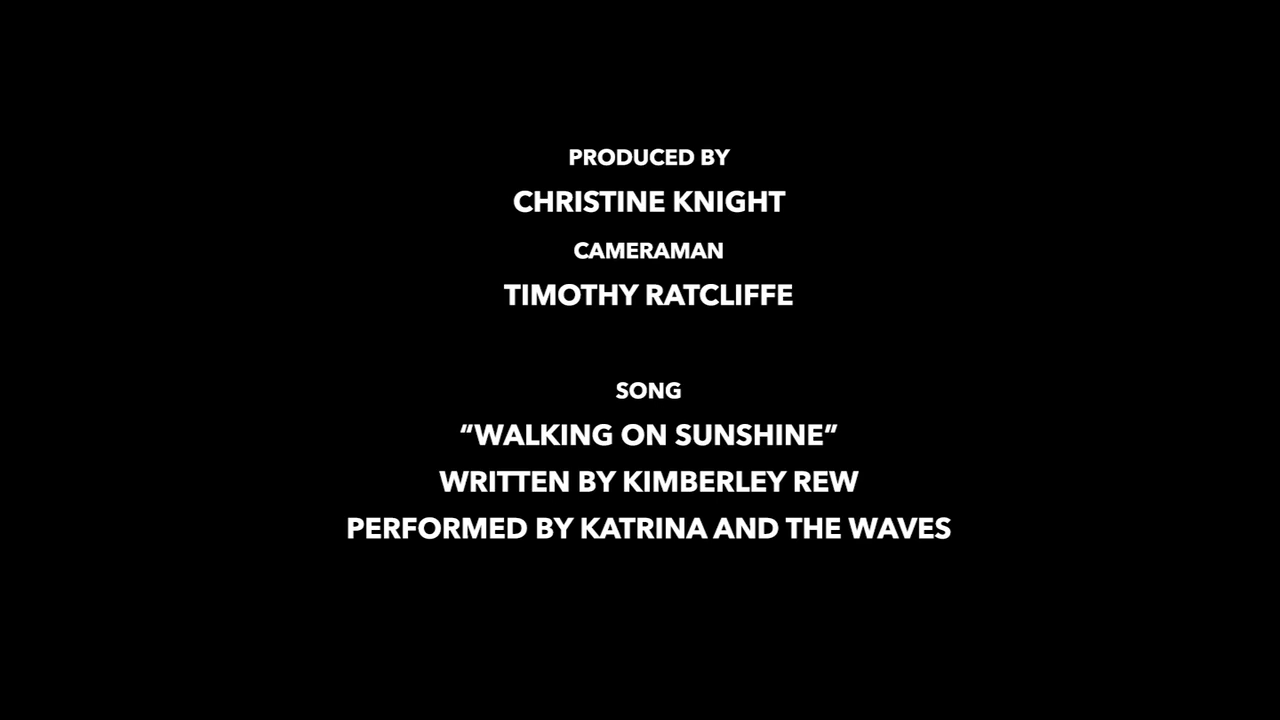 PRODUCED BY
CHRISTINE KNIGHT
CAMERAMAN
TIMOTHY RATCLIFFE
SONG
“WALKING ON SUNSHINE”
WRITTEN BY KIMBERLEY REW
PERFORMED BY KATRINA AND THE WAVES